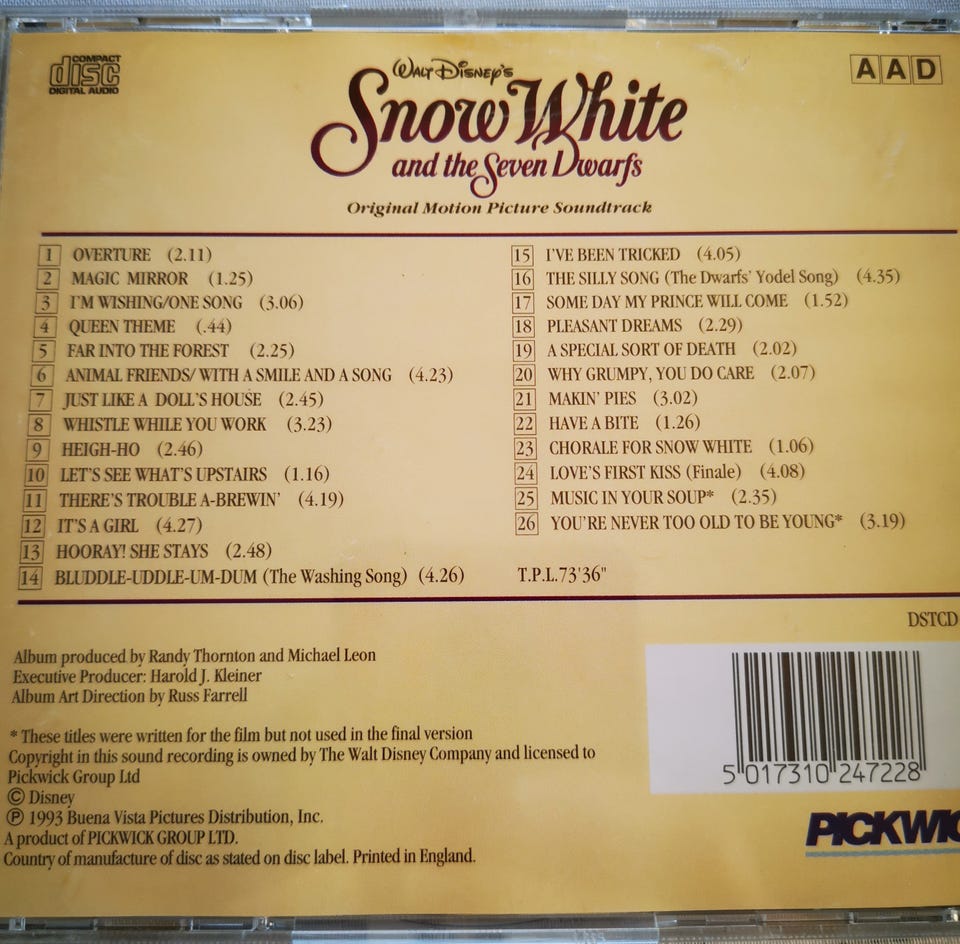 COMPACT
disc
DIGITAL AUDIO
AAD
WALT DISNEY'S
Snow White
and the Seven Dwarfs
Original Motion Picture Soundtrack
1 OVERTURE (2.11)
2 MAGIC MIRROR (1.25)
3 I'M WISHING/ONE SONG (3.06)
4 QUEEN THEME (.44)
5 FAR INTO THE FOREST (2.25)
6 ANIMAL FRIENDS/ WITH A SMILE AND A SONG (4.23)
7 JUST LIKE A DOLL'S HOUSE (2.45)
8 WHISTLE WHILE YOU WORK (3.23)
9 HEIGH-HO (2.46)
10 LET'S SEE WHAT'S UPSTAIRS (1.16)
11 THERE'S TROUBLE A-BREWIN' (4.19)
12 IT'S A GIRL (4.27)
13 HOORAY! SHE STAYS (2.48)
14 BLUDDLE-UDDLE-UM-DUM (The Washing Song) (4.26)
15 I'VE BEEN TRICKED (4.05)
16 THE SILLY SONG (The Dwarfs' Yodel Song) (4.35)
17 SOME DAY MY PRINCE WILL COME (1.52)
18 PLEASANT DREAMS (2.29)
19 A SPECIAL SORT OF DEATH (2.02)
20 WHY GRUMPY, YOU DO CARE (2.07)
21 MAKIN' PIES (3.02)
22 HAVE A BITE (1.26)
23 CHORALE FOR SNOW WHITE (1.06)
24 LOVE'S FIRST KISS (Finale) (4.08)
25 MUSIC IN YOUR SOUP* (2.35)
26 YOU'RE NEVER TOO OLD TO BE YOUNG* (3.19)
T.P.L.73'36"
DSTCD
Album produced by Randy Thornton and Michael Leon
Executive Producer: Harold J. Kleiner
Album Art Direction by Russ Farrell
* These titles were written for the film but not used in the final version
Copyright in this sound recording is owned by The Walt Disney Company and licensed to
Pickwick Group Ltd
© Disney
℗ 1993 Buena Vista Pictures Distribution, Inc.
A product of PICKWICK GROUP LTD.
Country of manufacture of disc as stated on disc label. Printed in England.
5 017310 247228
PICKWIC